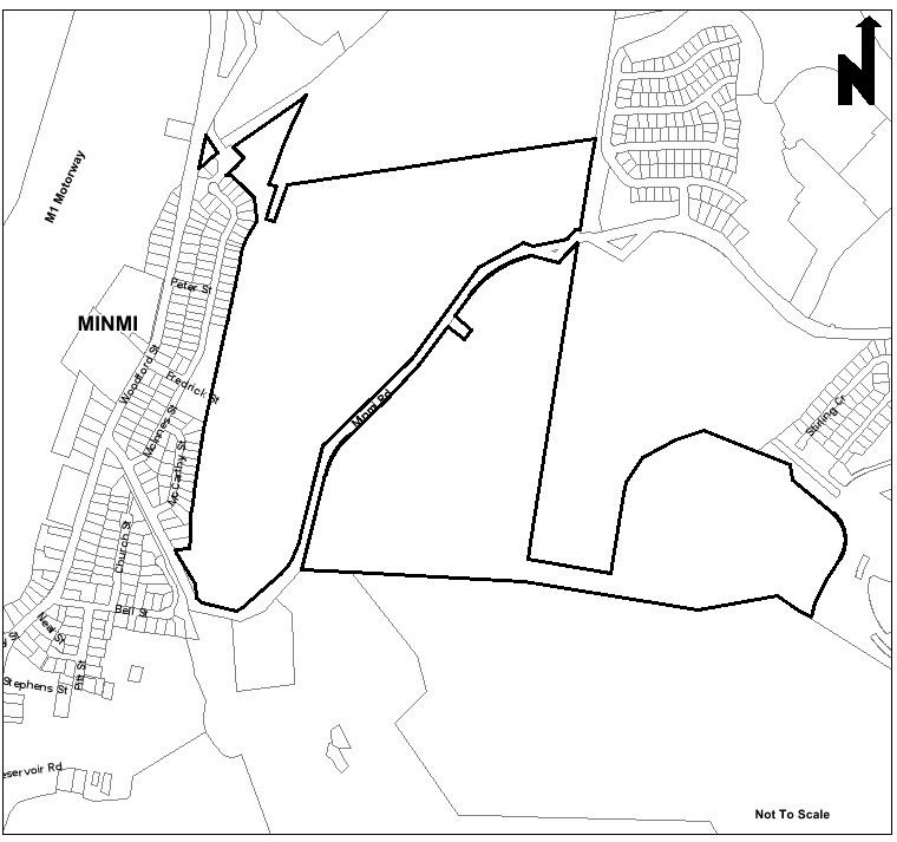 N
M1 Motorway
Peter St
MINMI
Woodford St
Fredrick St
McInnes St
McCarthy St
Minmi Rd
Stirling Cr
Church St
Bell St
Neal St
St
Pitt St
Stephens St
eservoir Rd
Not To Scale